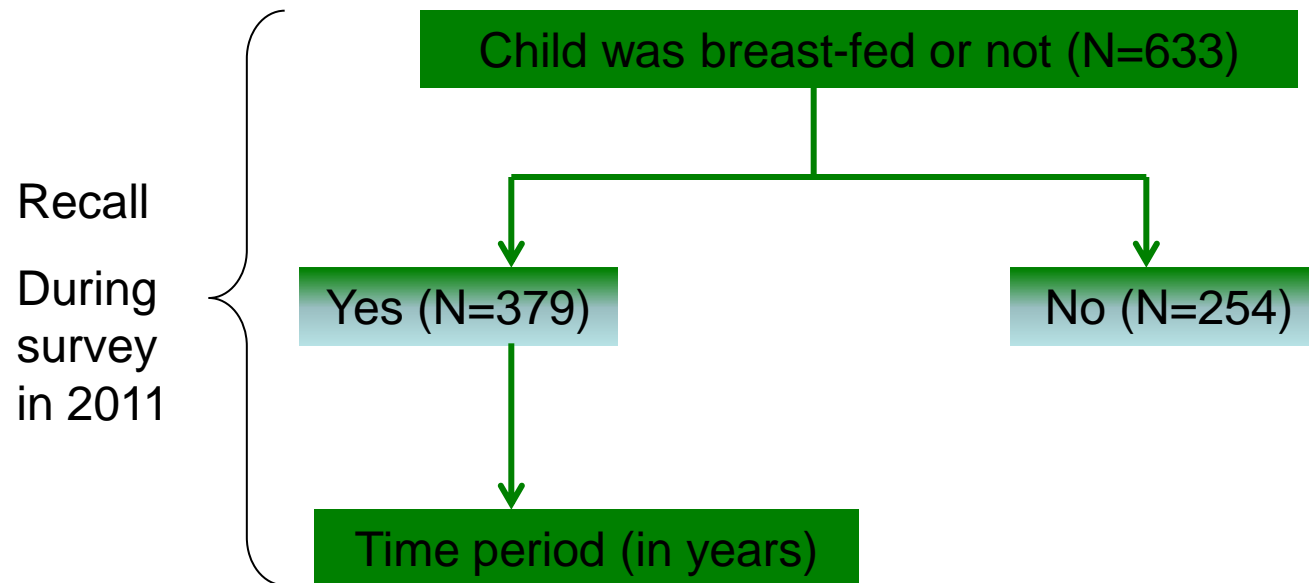 Child was breast-fed or not (N=633)
Recall
During
survey
in 2011
Yes (N=379)
No (N=254)
Time period (in years)